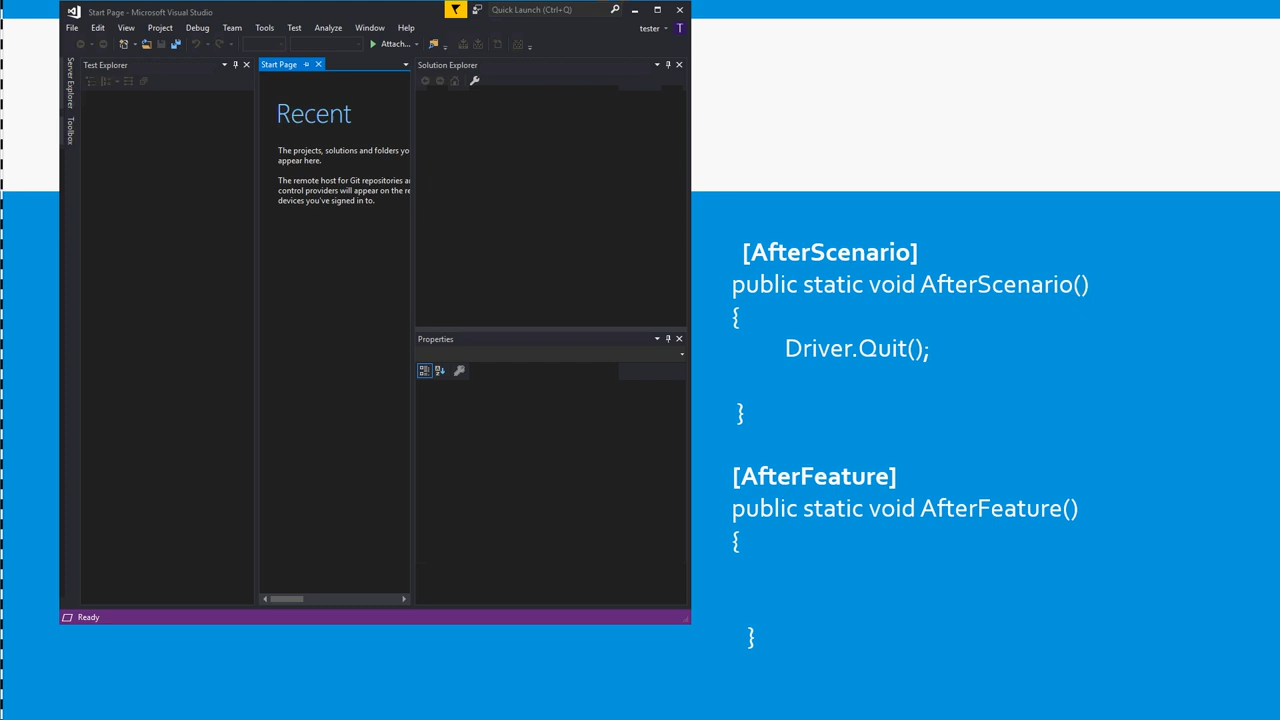 Start Page - Microsoft Visual Studio
Quick Launch (Ctrl+Q)
File Edit View Project Debug Team Tools Test Analyze Window Help
tester T
Attach...
Server Explorer
Toolbox
Test Explorer
Start Page
Solution Explorer
Recent
The projects, solutions and folders yo
appear here.
The remote host for Git repositories a
control providers will appear on the re
devices you've signed in to.
Properties
Ready
[AfterScenario]
public static void AfterScenario()
{
Driver.Quit();
}
[AfterFeature]
public static void AfterFeature()
{
}